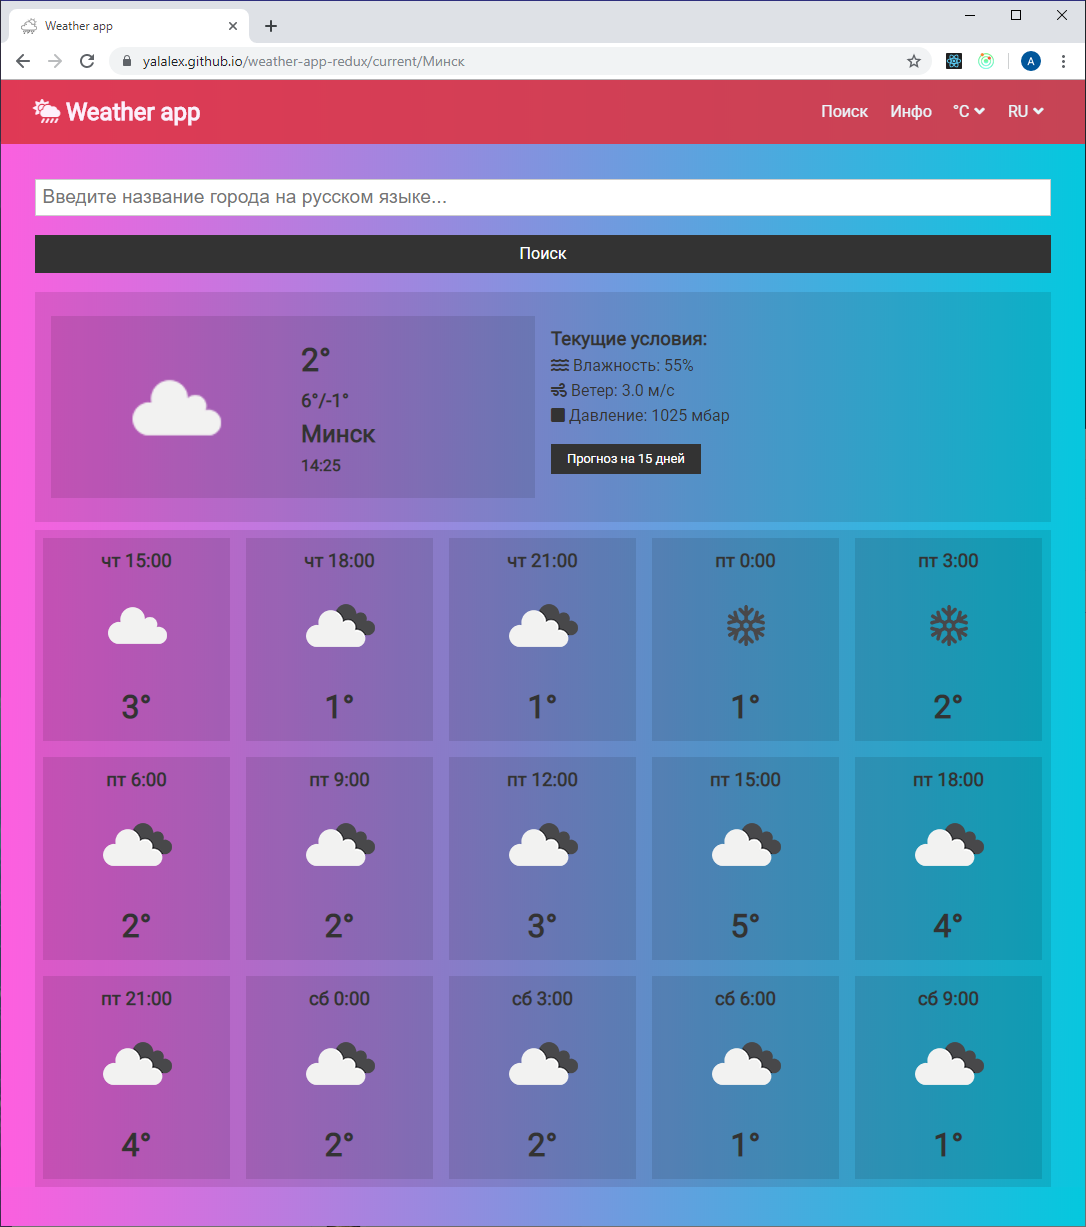 Weather app
yalalex.github.io/weather-app-redux/current/Минск
A
Weather app
Поиск Инфо °C RU
Введите название города на русском языке...
Поиск
2°
6°/-1°
Минск
14:25
Текущие условия:
Влажность: 55%
Ветер: 3.0 м/с
Давление: 1025 мбар
Прогноз на 15 дней
чт 15:00 чт 18:00 чт 21:00 пт 0:00 пт 3:00
3° 1° 1° 1° 2°
пт 6:00 пт 9:00 пт 12:00 пт 15:00 пт 18:00
2° 2° 3° 5° 4°
пт 21:00 сб 0:00 сб 3:00 сб 6:00 сб 9:00
4° 2° 2° 1° 1°